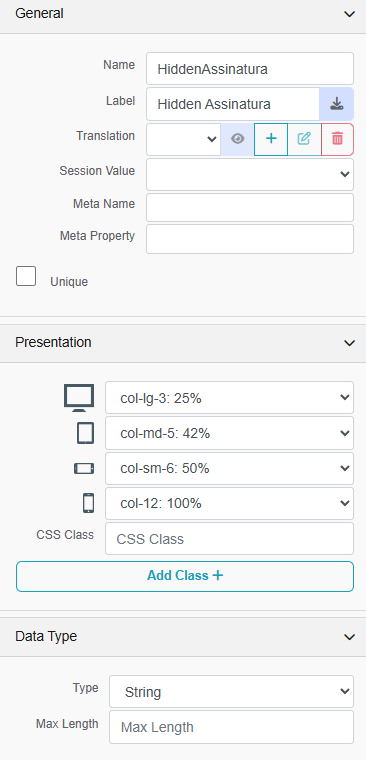 General
Name HiddenAssinatura
Label Hidden Assinatura
Translation
Session Value
Meta Name
Meta Property
Unique
Presentation
col-lg-3: 25%
col-md-5: 42%
col-sm-6: 50%
col-12: 100%
CSS Class CSS Class
Add Class +
Data Type
Type String
Max Length Max Length